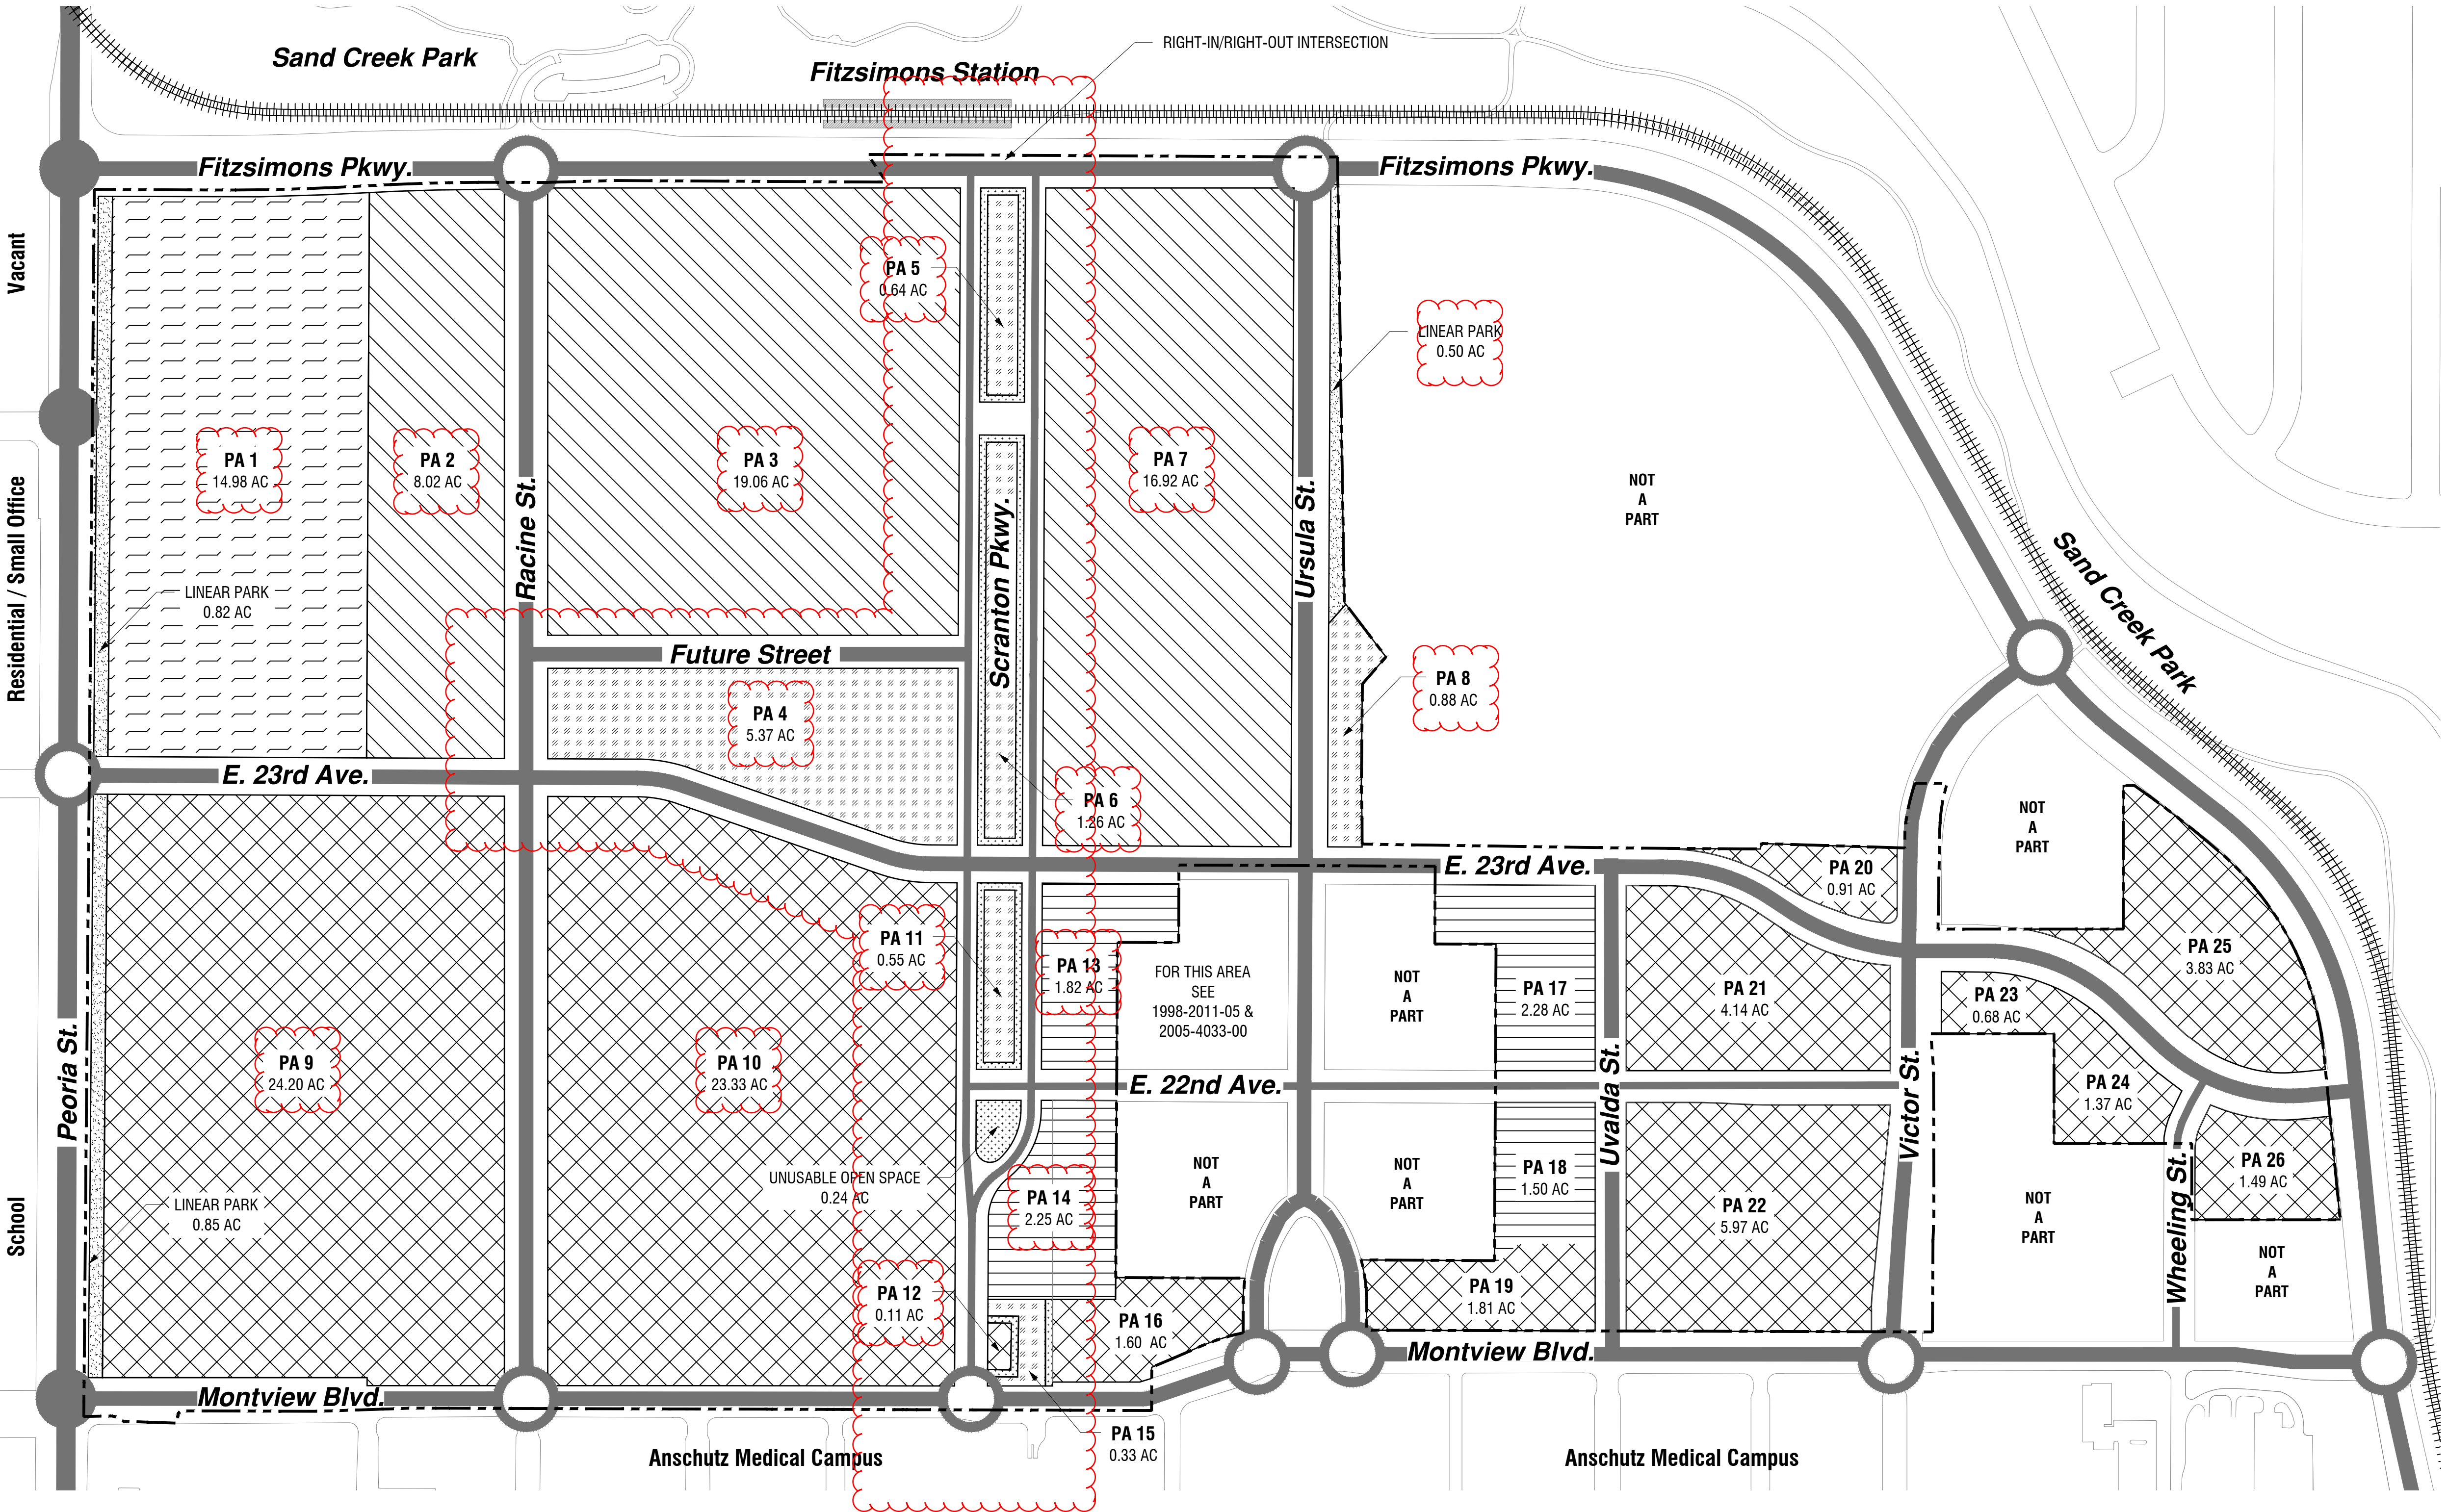 RIGHT-IN/RIGHT-OUT INTERSECTION
Sand Creek Park
Fitzsimons Station
Fitzsimons Pkwy.
Fitzsimons Pkwy.
Vacant
PA 5
0.64 AC
LINEAR PARK
0.50 AC
PA 1
14.98 AC
PA 2
8.02 AC
PA 3
19.06 AC
PA 7
16.92 AC
NOT
A
PART
Racine St.
Scranton Pkwy.
Ursula St.
Residential / Small Office
LINEAR PARK
0.82 AC
Sand Creek Park
Future Street
PA 4
5.37 AC
PA 8
0.88 AC
E. 23rd Ave.
PA 6
1.26 AC
NOT
A
PART
E. 23rd Ave.
PA 20
0.91 AC
PA 11
0.55 AC
PA 13
1.82 AC
FOR THIS AREA
SEE
1998-2011-05 &
2005-4033-00
NOT
A
PART
PA 17
2.28 AC
PA 21
4.14 AC
PA 23
0.68 AC
PA 25
3.83 AC
Peoria St.
PA 9
24.20 AC
PA 10
23.33 AC
E. 22nd Ave.
Uvalda St.
Victor St.
PA 24
1.37 AC
UNUSABLE OPEN SPACE
0.24 AC
PA 14
2.25 AC
NOT
A
PART
NOT
A
PART
PA 18
1.50 AC
PA 22
5.97 AC
NOT
A
PART
Wheeling St.
PA 26
1.49 AC
School
LINEAR PARK
0.85 AC
PA 12
0.11 AC
PA 16
1.60 AC
PA 19
1.81 AC
NOT
A
PART
Montview Blvd.
Montview Blvd.
PA 15
0.33 AC
Anschutz Medical Campus
Anschutz Medical Campus